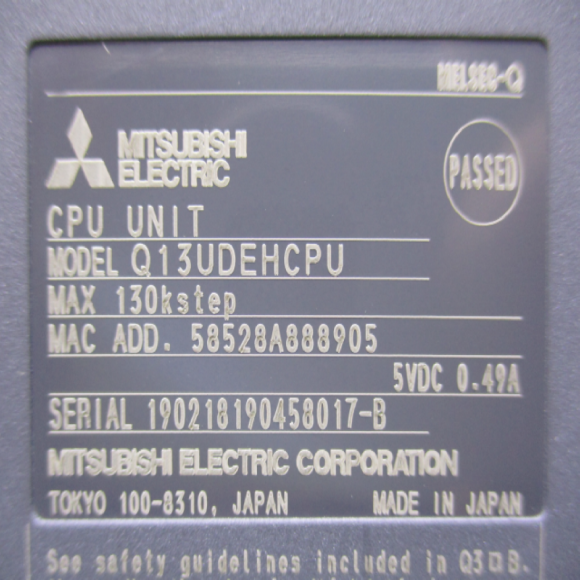 MELSEC-Q
MITSUBISHI
ELECTRIC
PASSED
CPU UNIT
MODEL Q13UDEHCPU
MAX 130kstep
MAC ADD. 58528A888905
5VDC 0.49A
SERIAL 190218190458017-B
MITSUBISHI ELECTRIC CORPORATION
TOKYO 100-8310, JAPAN MADE IN JAPAN
See safety guidelines included in Q3□B.